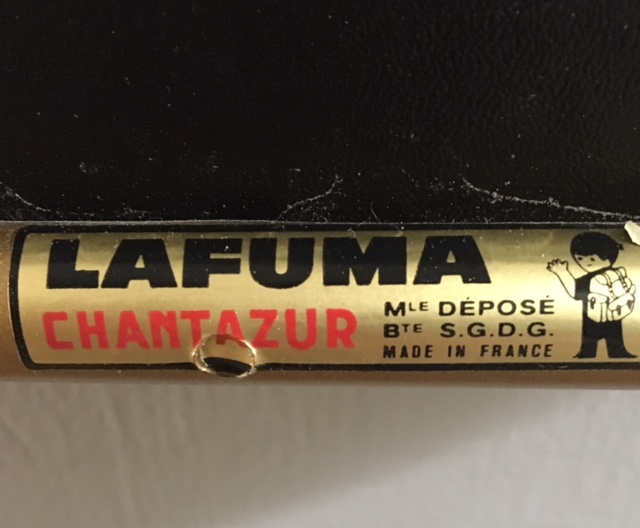 LAFUMA
CHANTAZUR
MLE DÉPOSÉ
BTE S.G.D.G.
MADE IN FRANCE